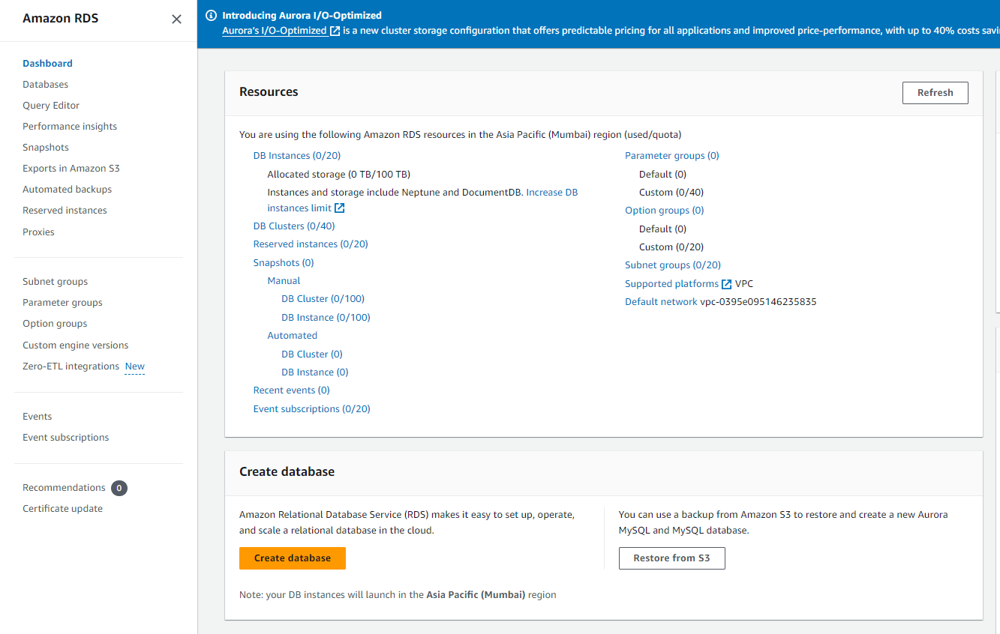 Amazon RDS
Dashboard
Databases
Query Editor
Performance insights
Snapshots
Exports in Amazon S3
Automated backups
Reserved instances
Proxies
Subnet groups
Parameter groups
Option groups
Custom engine versions
Zero-ETL integrations New
Events
Event subscriptions
Recommendations 0
Certificate update
Introducing Aurora I/O-Optimized
Aurora's I/O-Optimized is a new cluster storage configuration that offers predictable pricing for all applications and improved price-performance, with up to 40% costs savi
Resources
Refresh
You are using the following Amazon RDS resources in the Asia Pacific (Mumbai) region (used/quota)
DB Instances (0/20)
Allocated storage (0 TB/100 TB)
Instances and storage include Neptune and DocumentDB. Increase DB
instances limit
DB Clusters (0/40)
Reserved instances (0/20)
Snapshots (0)
Manual
DB Cluster (0/100)
DB Instance (0/100)
Automated
DB Cluster (0)
DB Instance (0)
Recent events (0)
Event subscriptions (0/20)
Parameter groups (0)
Default (0)
Custom (0/40)
Option groups (0)
Default (0)
Custom (0/20)
Subnet groups (0/20)
Supported platforms VPC
Default network vpc-0395e095146235835
Create database
Amazon Relational Database Service (RDS) makes it easy to set up, operate,
and scale a relational database in the cloud.
Create database
You can use a backup from Amazon S3 to restore and create a new Aurora
MySQL and MySQL database.
Restore from S3
Note: your DB instances will launch in the Asia Pacific (Mumbai) region